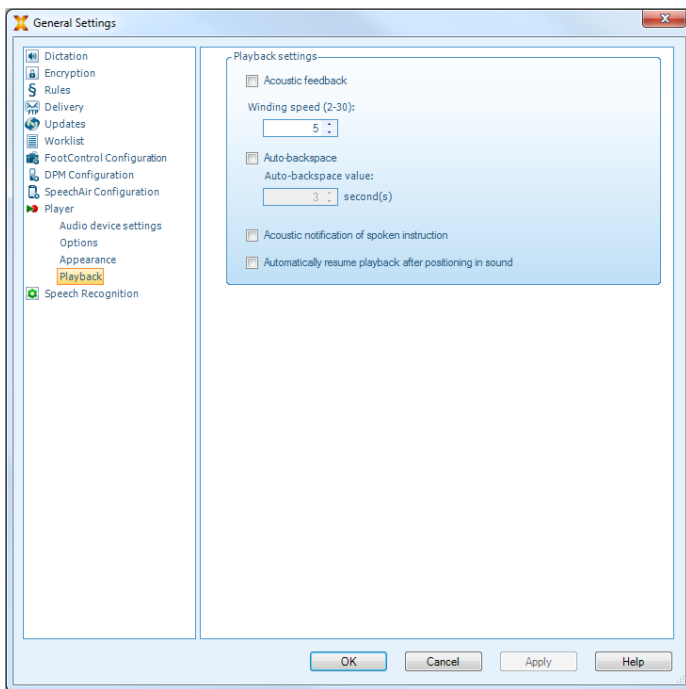 General Settings
x
Dictation
Encryption
§ Rules
Delivery
FTP
Updates
Worklist
FootControl Configuration
DPM Configuration
SpeechAir Configuration
Player
Audio device settings
Options
Appearance
Playback
Speech Recognition
Playback settings
Acoustic feedback
Winding speed (2-30):
5
Auto-backspace
Auto-backspace value:
3 second(s)
Acoustic notification of spoken instruction
Automatically resume playback after positioning in sound
OK Cancel Apply Help